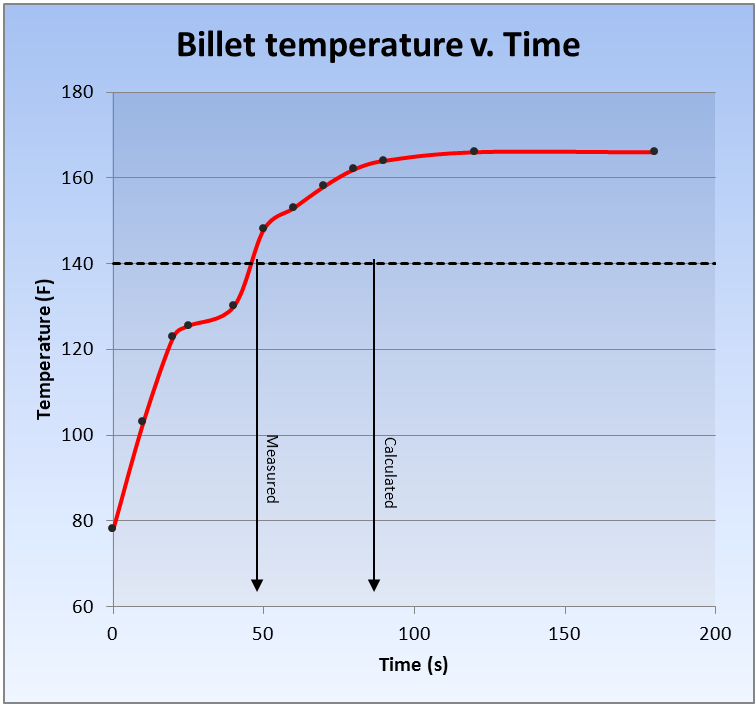 Billet temperature v. Time
180
160
140
120
100
80
60
Temperature (F)
Measured
Calculated
0
50
100
150
200
Time (s)